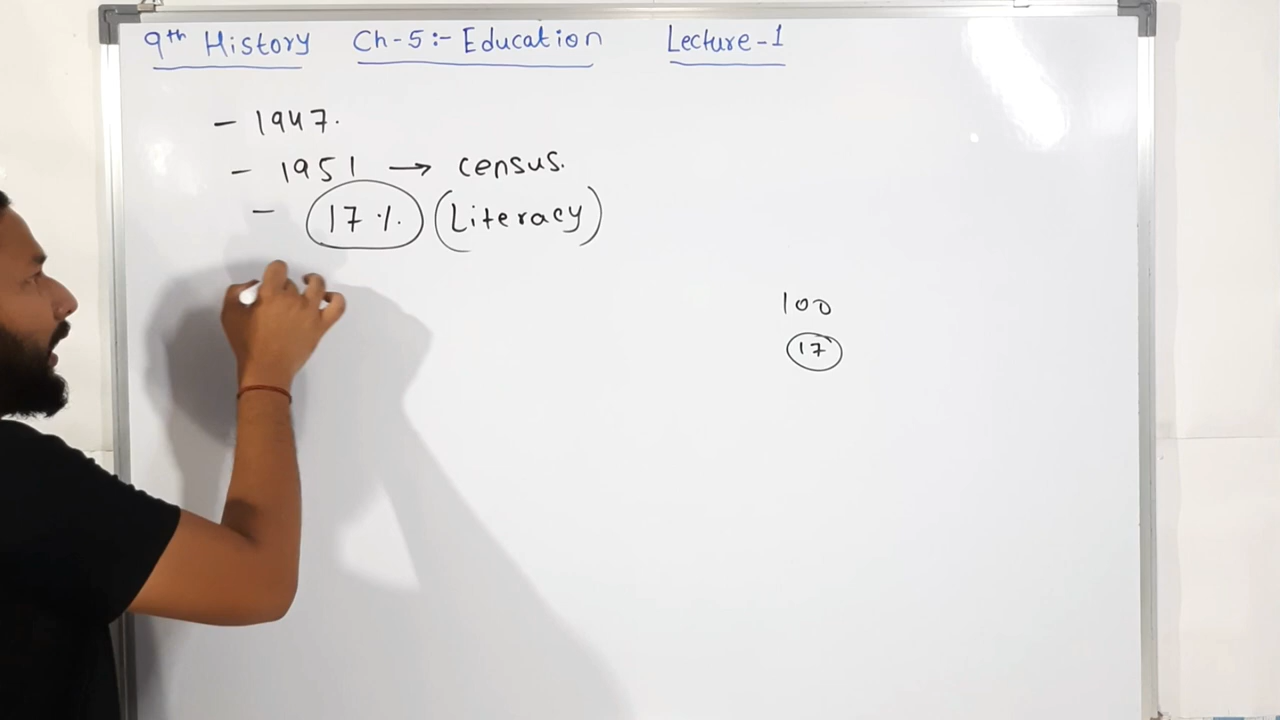 9th History Ch-5:- Education Lecture-1
- 1947.
- 1951 → census.
- 17%. (Literacy)
100
17